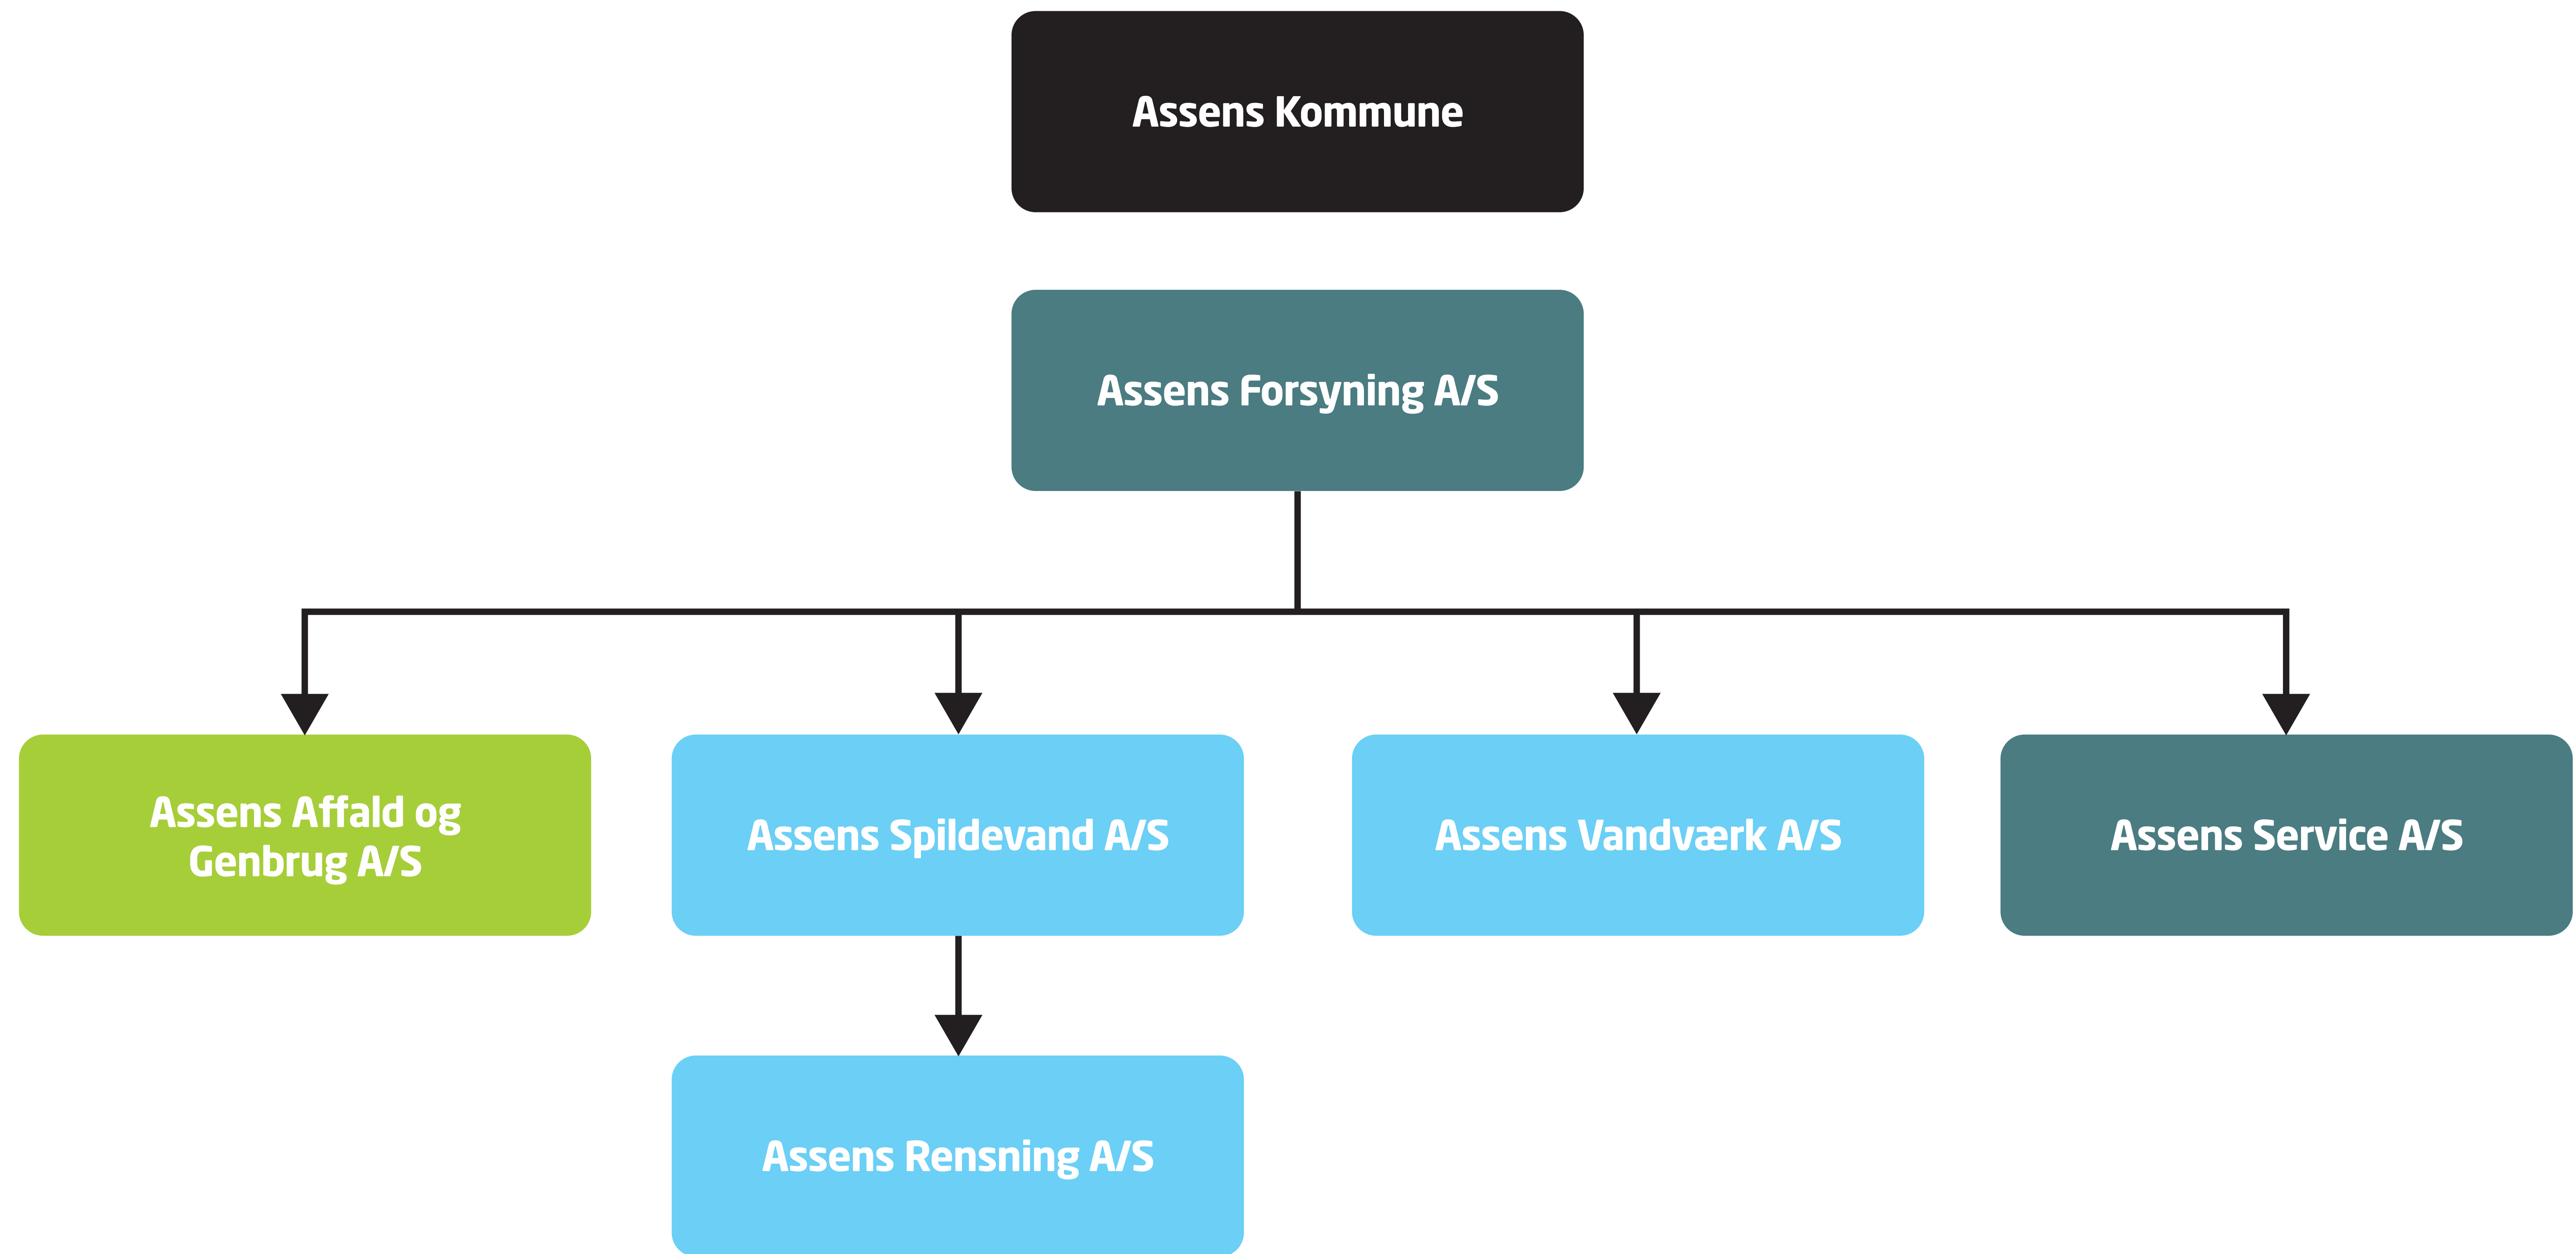 Assens Kommune
Assens Forsyning A/S
Assens Affald og
Genbrug A/S
Assens Spildevand A/S
Assens Vandværk A/S
Assens Service A/S
Assens Rensning A/S